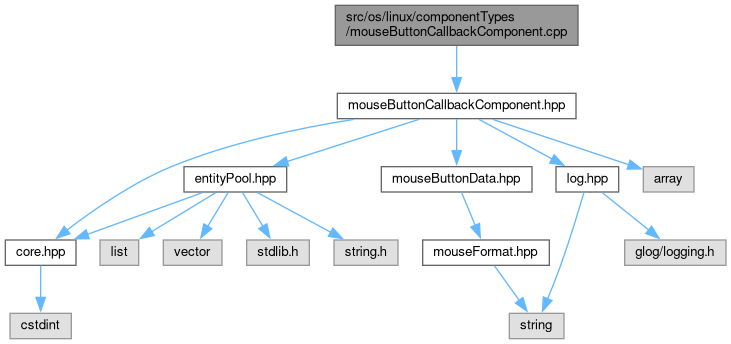 src/os/linux/componentTypes
/mouseButtonCallbackComponent.cpp
mouseButtonCallbackComponent.hpp
entityPool.hpp
mouseButtonData.hpp
log.hpp
array
core.hpp
list
vector
stdlib.h
string.h
mouseFormat.hpp
glog/logging.h
cstdint
string